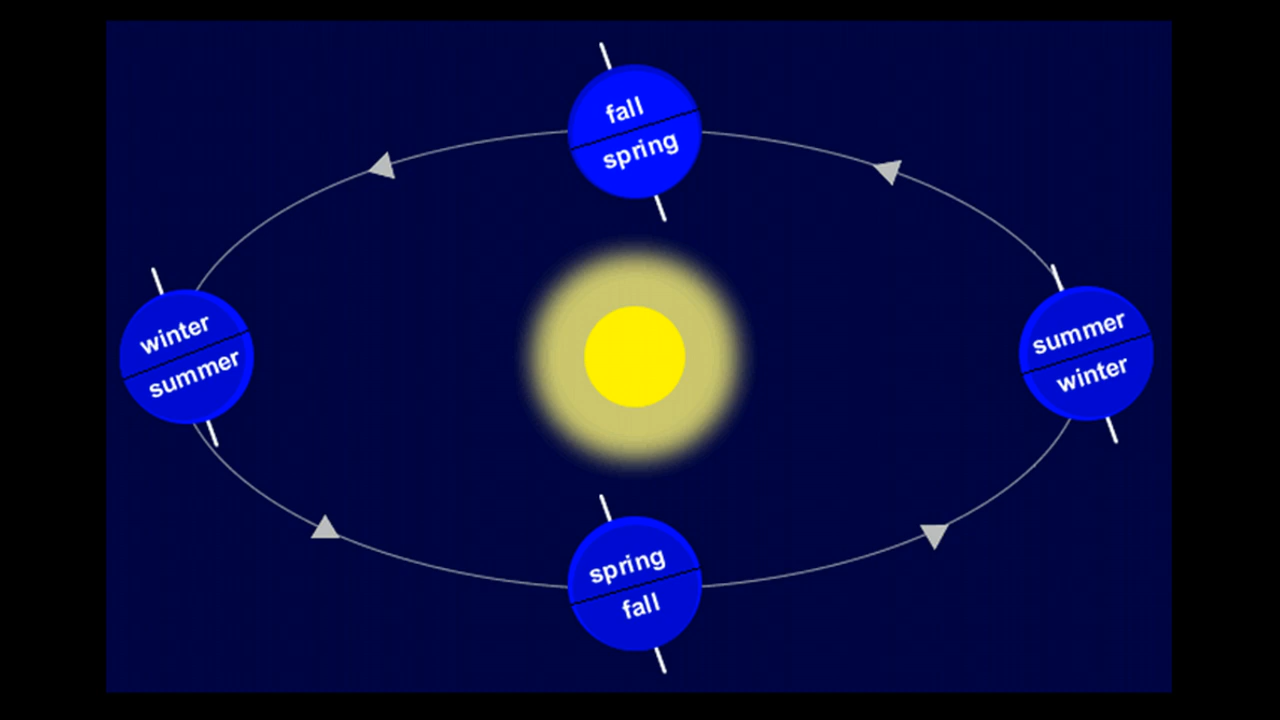 fall
spring
winter
summer
summer
winter
spring
fall